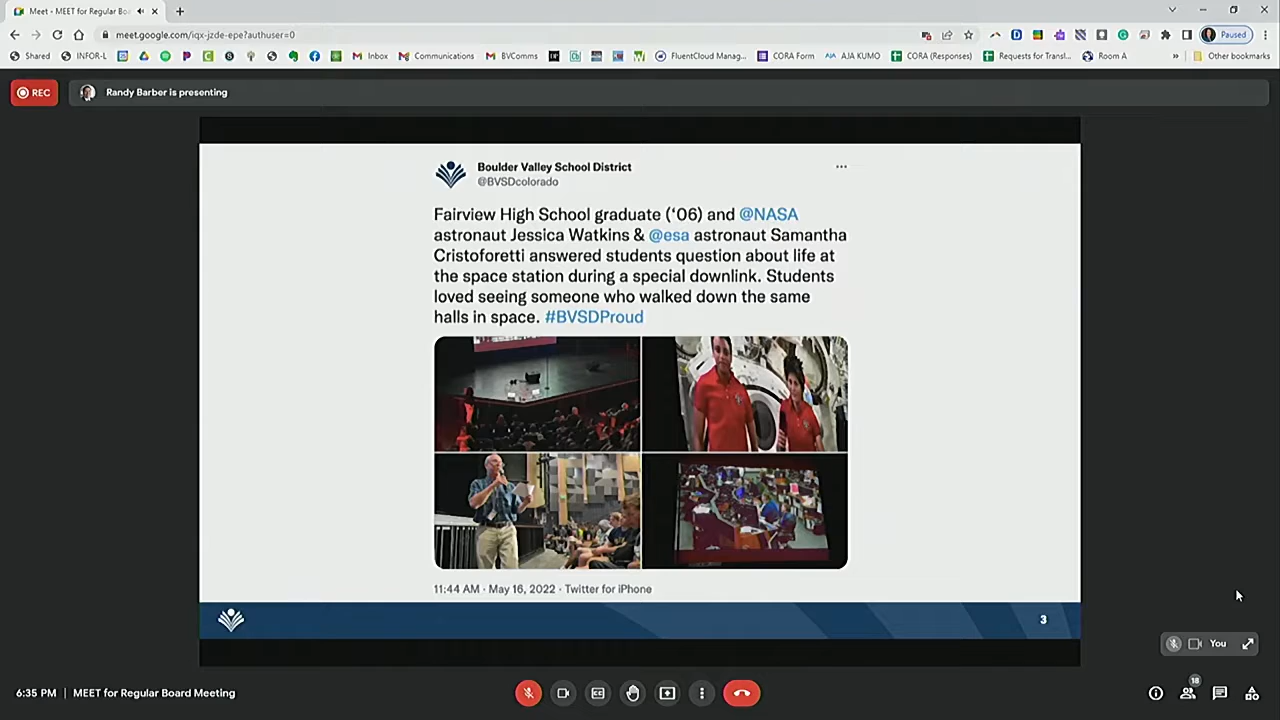 Meet - MEET for Regular Bo
meet.google.com/iqx-jzde-epe?authuser=0
Paused
Shared
INFOR-L
Inbox
Communications
BVComms
FluentCloud Manag...
CORA Form
AJA KUMO
CORA (Responses)
Requests for Transl...
Room A
Other bookmarks
REC
Randy Barber is presenting
Boulder Valley School District
@BVSDcolorado
Fairview High School graduate (‘06) and @NASA
astronaut Jessica Watkins & @esa astronaut Samantha
Cristoforetti answered students question about life at
the space station during a special downlink. Students
loved seeing someone who walked down the same
halls in space. #BVSDProud
11:44 AM · May 16, 2022 · Twitter for iPhone
3
You
6:35 PM | MEET for Regular Board Meeting
18